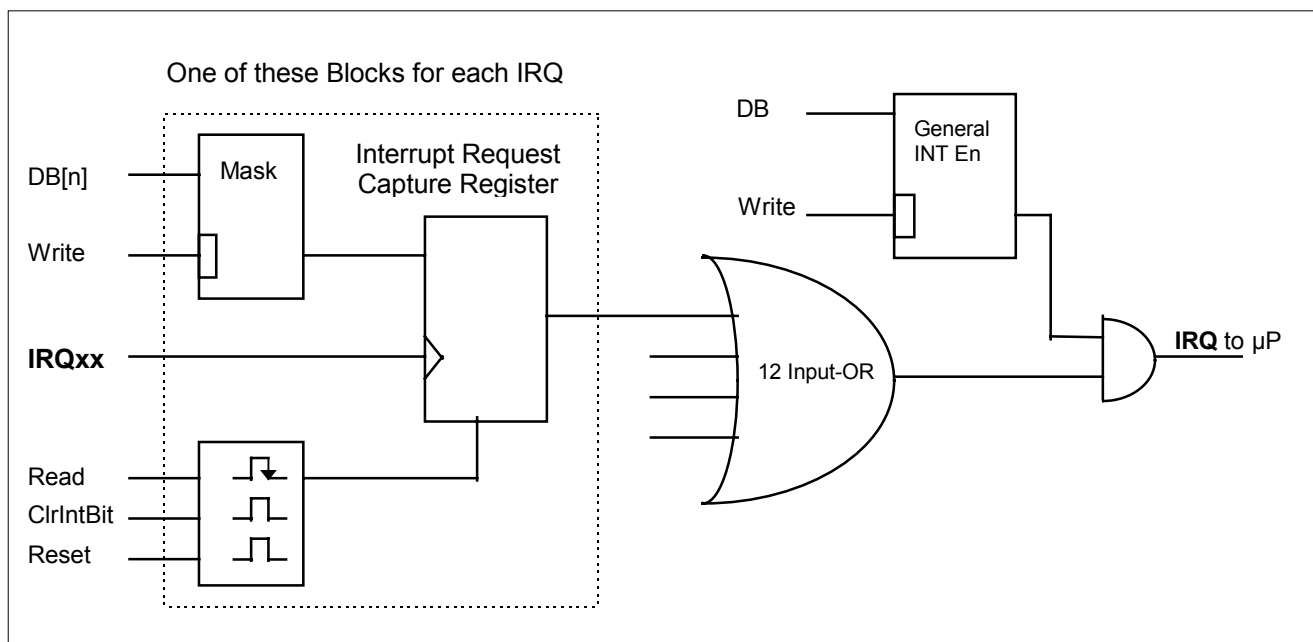 One of these Blocks for each IRQ
DB[n]
Write
IRQxx
Read
ClrIntBit
Reset
Mask
Interrupt Request
Capture Register
DB
Write
General
INT En
12 Input-OR
IRQ to µP